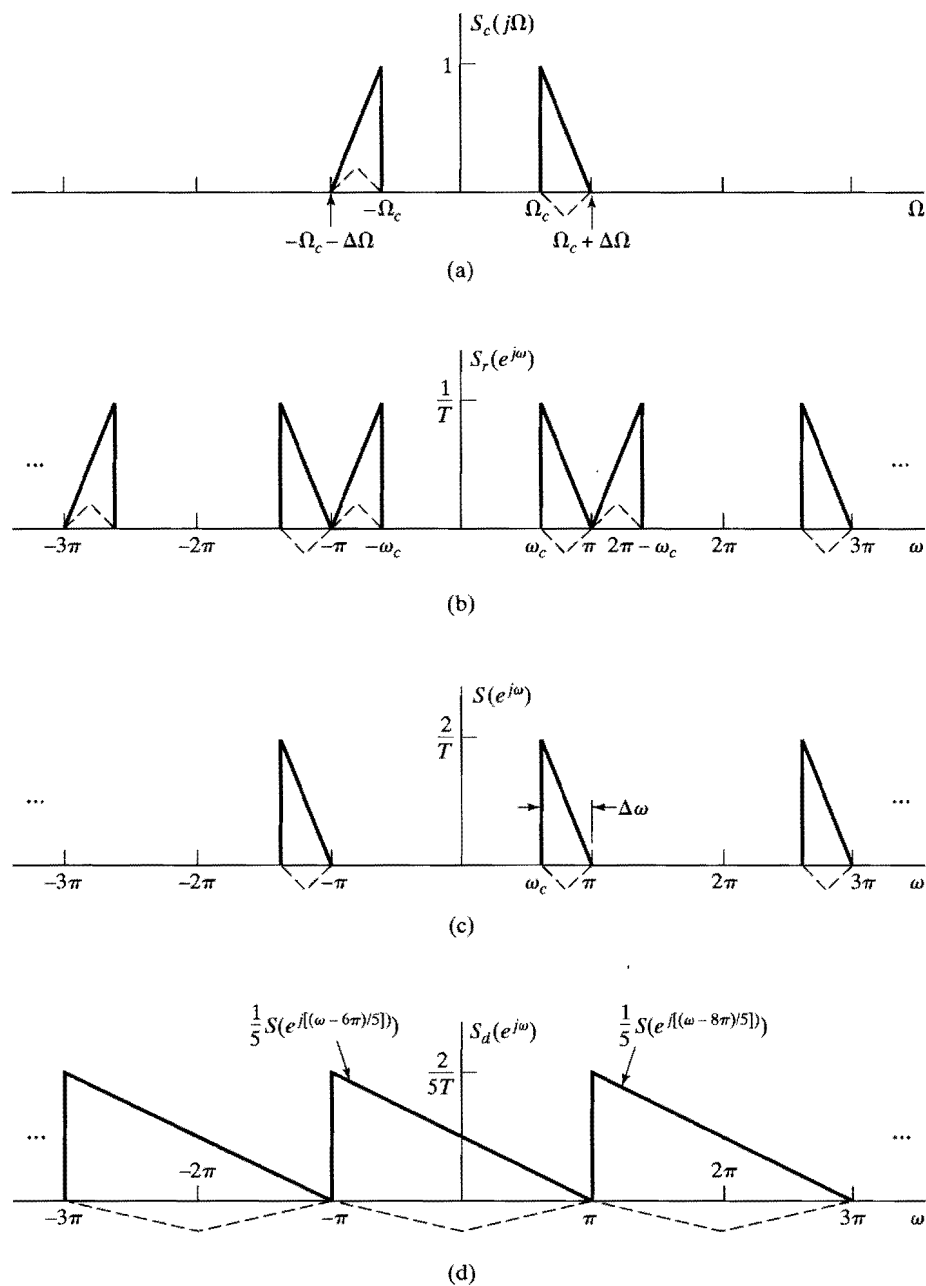 S_c(jΩ)
1
−Ω_c Ω_c Ω
−Ω_c − ΔΩ Ω_c + ΔΩ
(a)
S_r(e^{jω})
1/T
... ...
−3π −2π −π −ω_c ω_c π 2π − ω_c 2π 3π ω
(b)
S(e^{jω})
2/T
... Δω ...
−3π −2π −π ω_c π 2π 3π ω
(c)
1/5 S(e^{j[(ω − 6π)/5]}) S_d(e^{jω}) 1/5 S(e^{j[(ω − 8π)/5]})
2/5T
... ...
−2π 2π
−3π −π π 3π ω
(d)